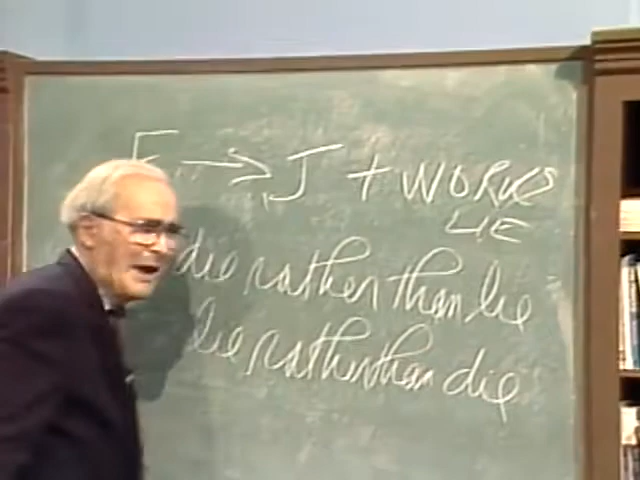 F → J + WORKS
LIE
die rather than lie
lie rather than die